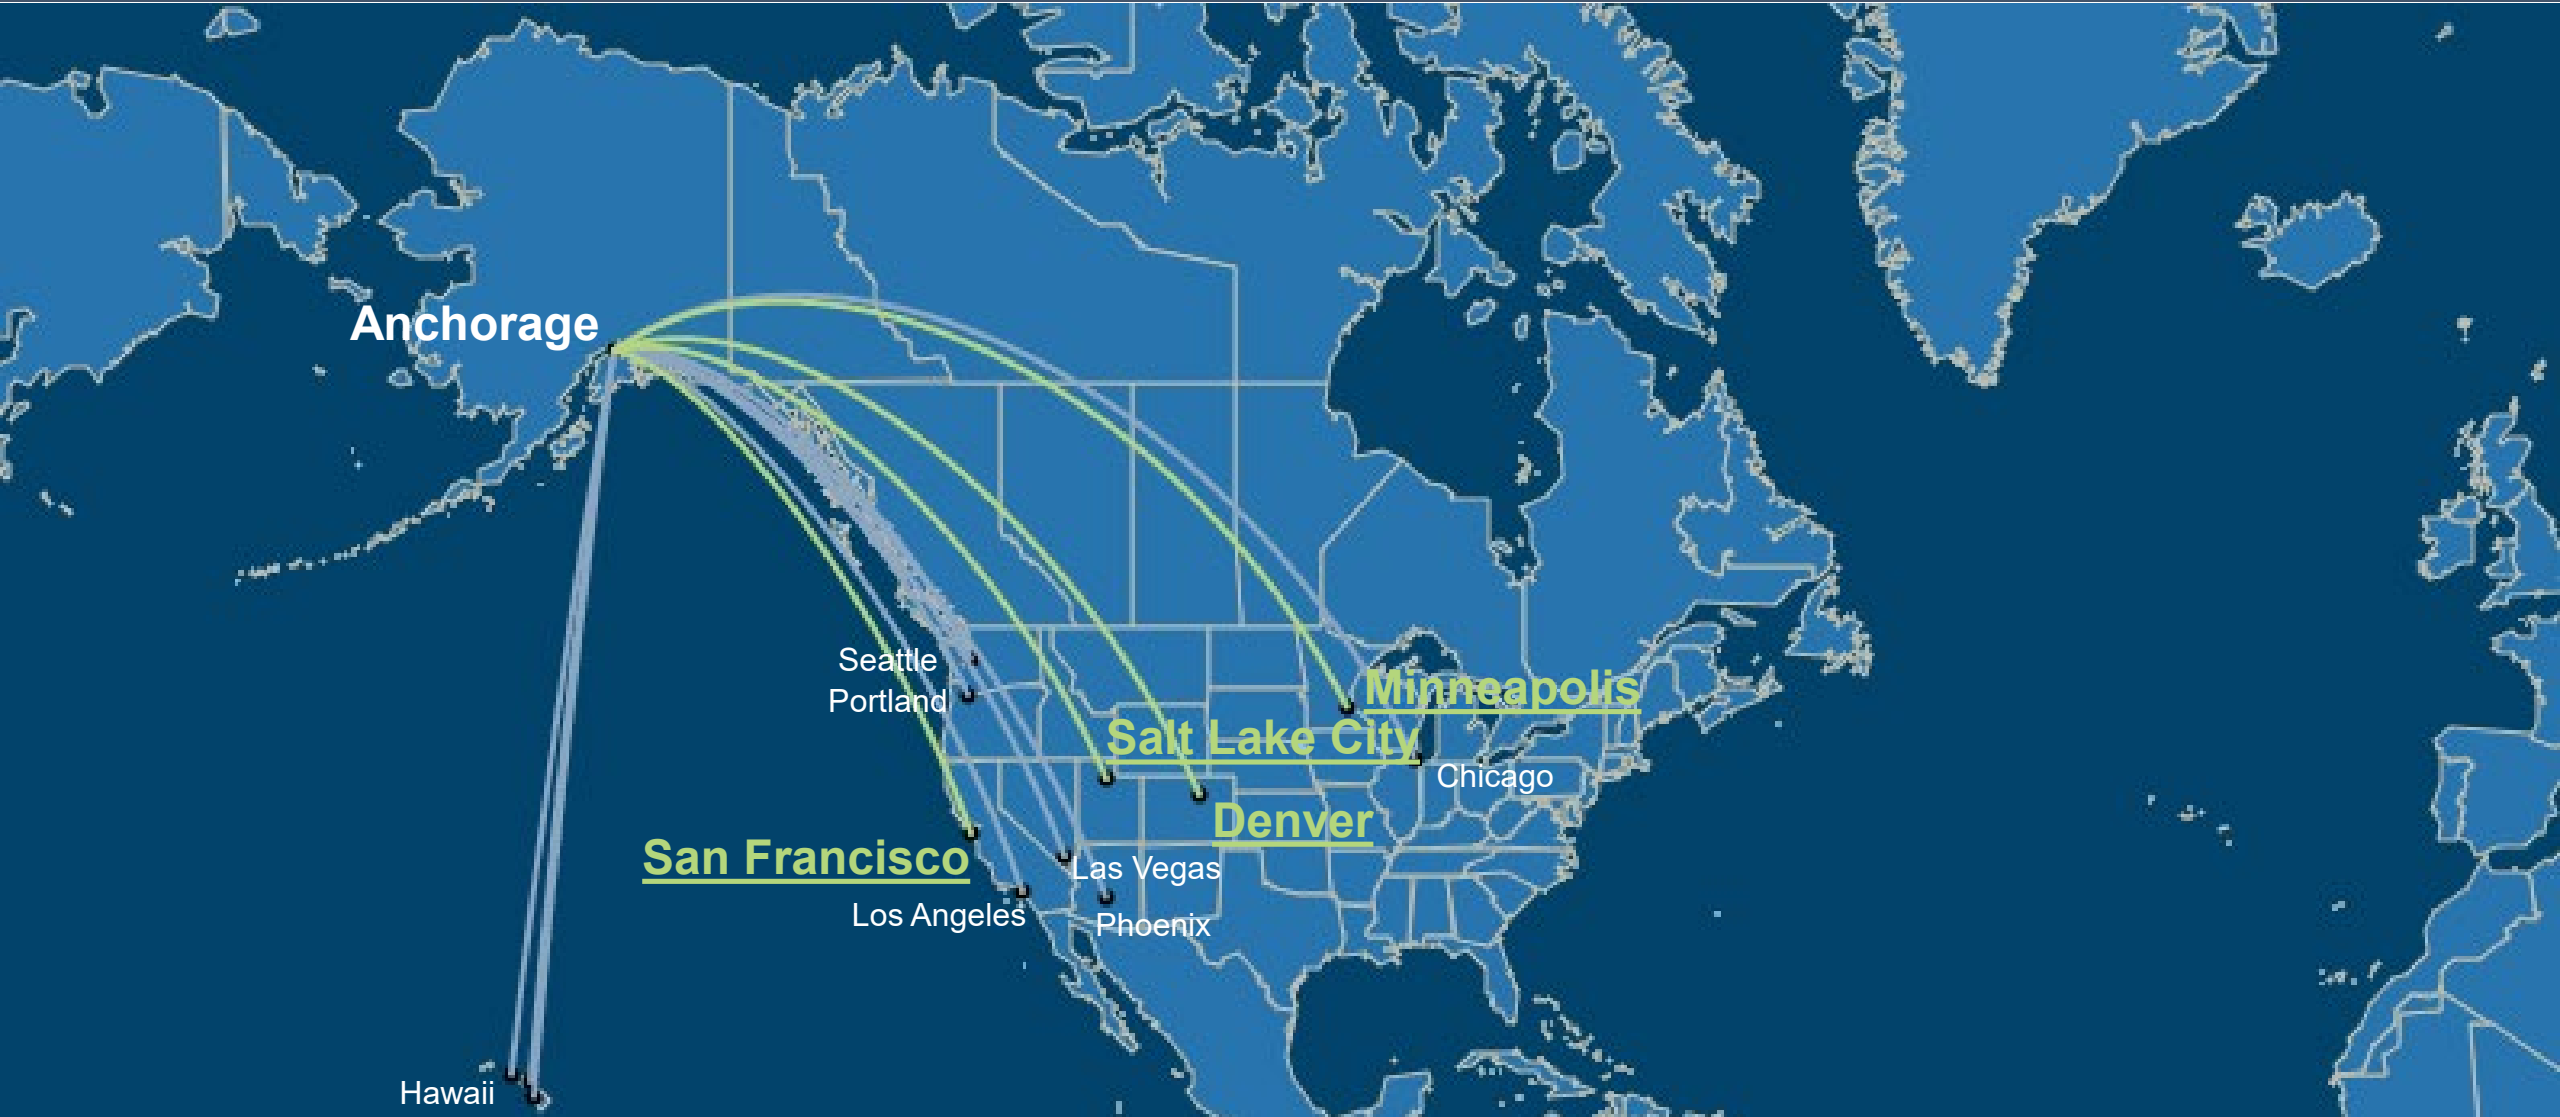 Anchorage
Seattle
Portland
Minneapolis
Salt Lake City
Chicago
Denver
San Francisco
Las Vegas
Los Angeles
Phoenix
Hawaii